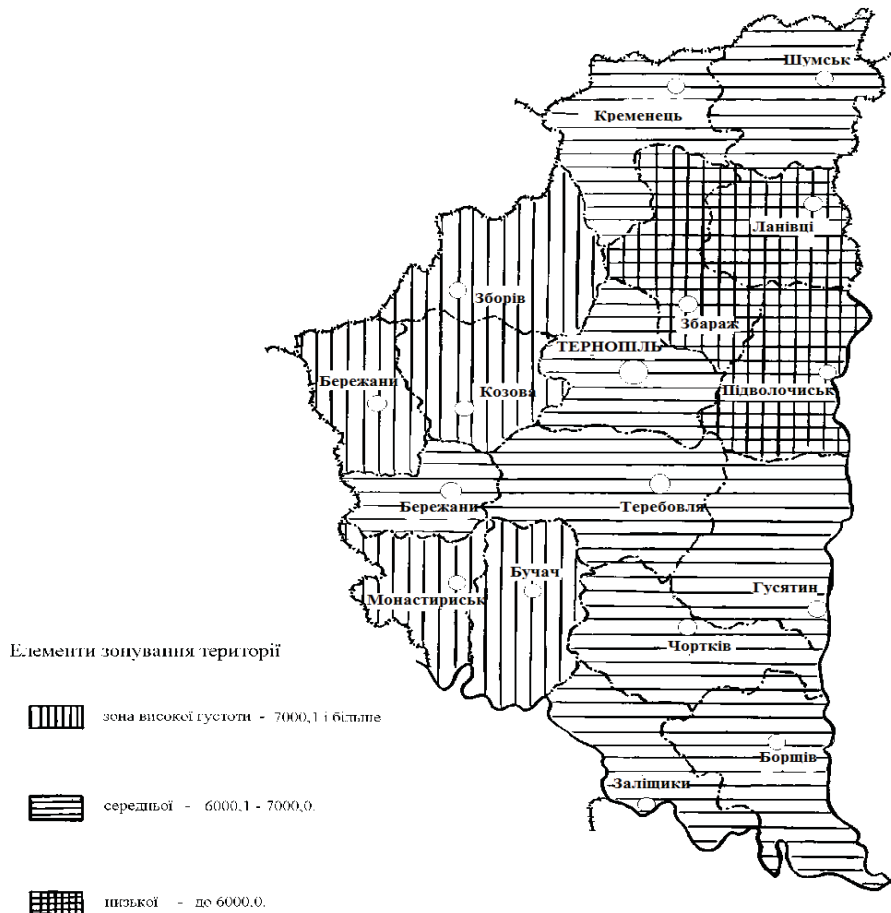 Шумськ
Кременець
Ланівці
Зборів
Збараж
ТЕРНОПІЛЬ
Бережани
Козова
Підволочиськ
Бережани
Теребовля
Бучач
Монастириськ
Гусятин
Чортків
Елементи зонування території
зона високої густоти - 7000,1 і більше
Борщів
Заліщики
середньої - 6000,1 - 7000,0.
низької - до 6000,0.